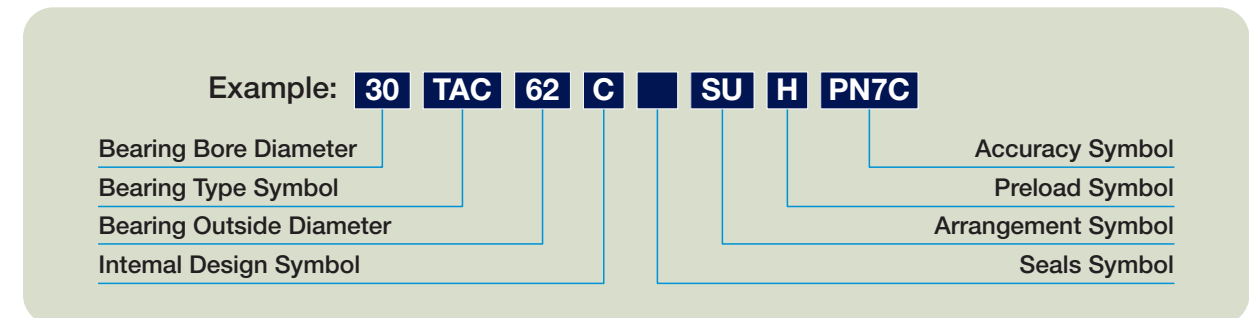 Example: 30 TAC 62 C SU H PN7C
Bearing Bore Diameter Accuracy Symbol
Bearing Type Symbol Preload Symbol
Bearing Outside Diameter Arrangement Symbol
Internal Design Symbol Seals Symbol